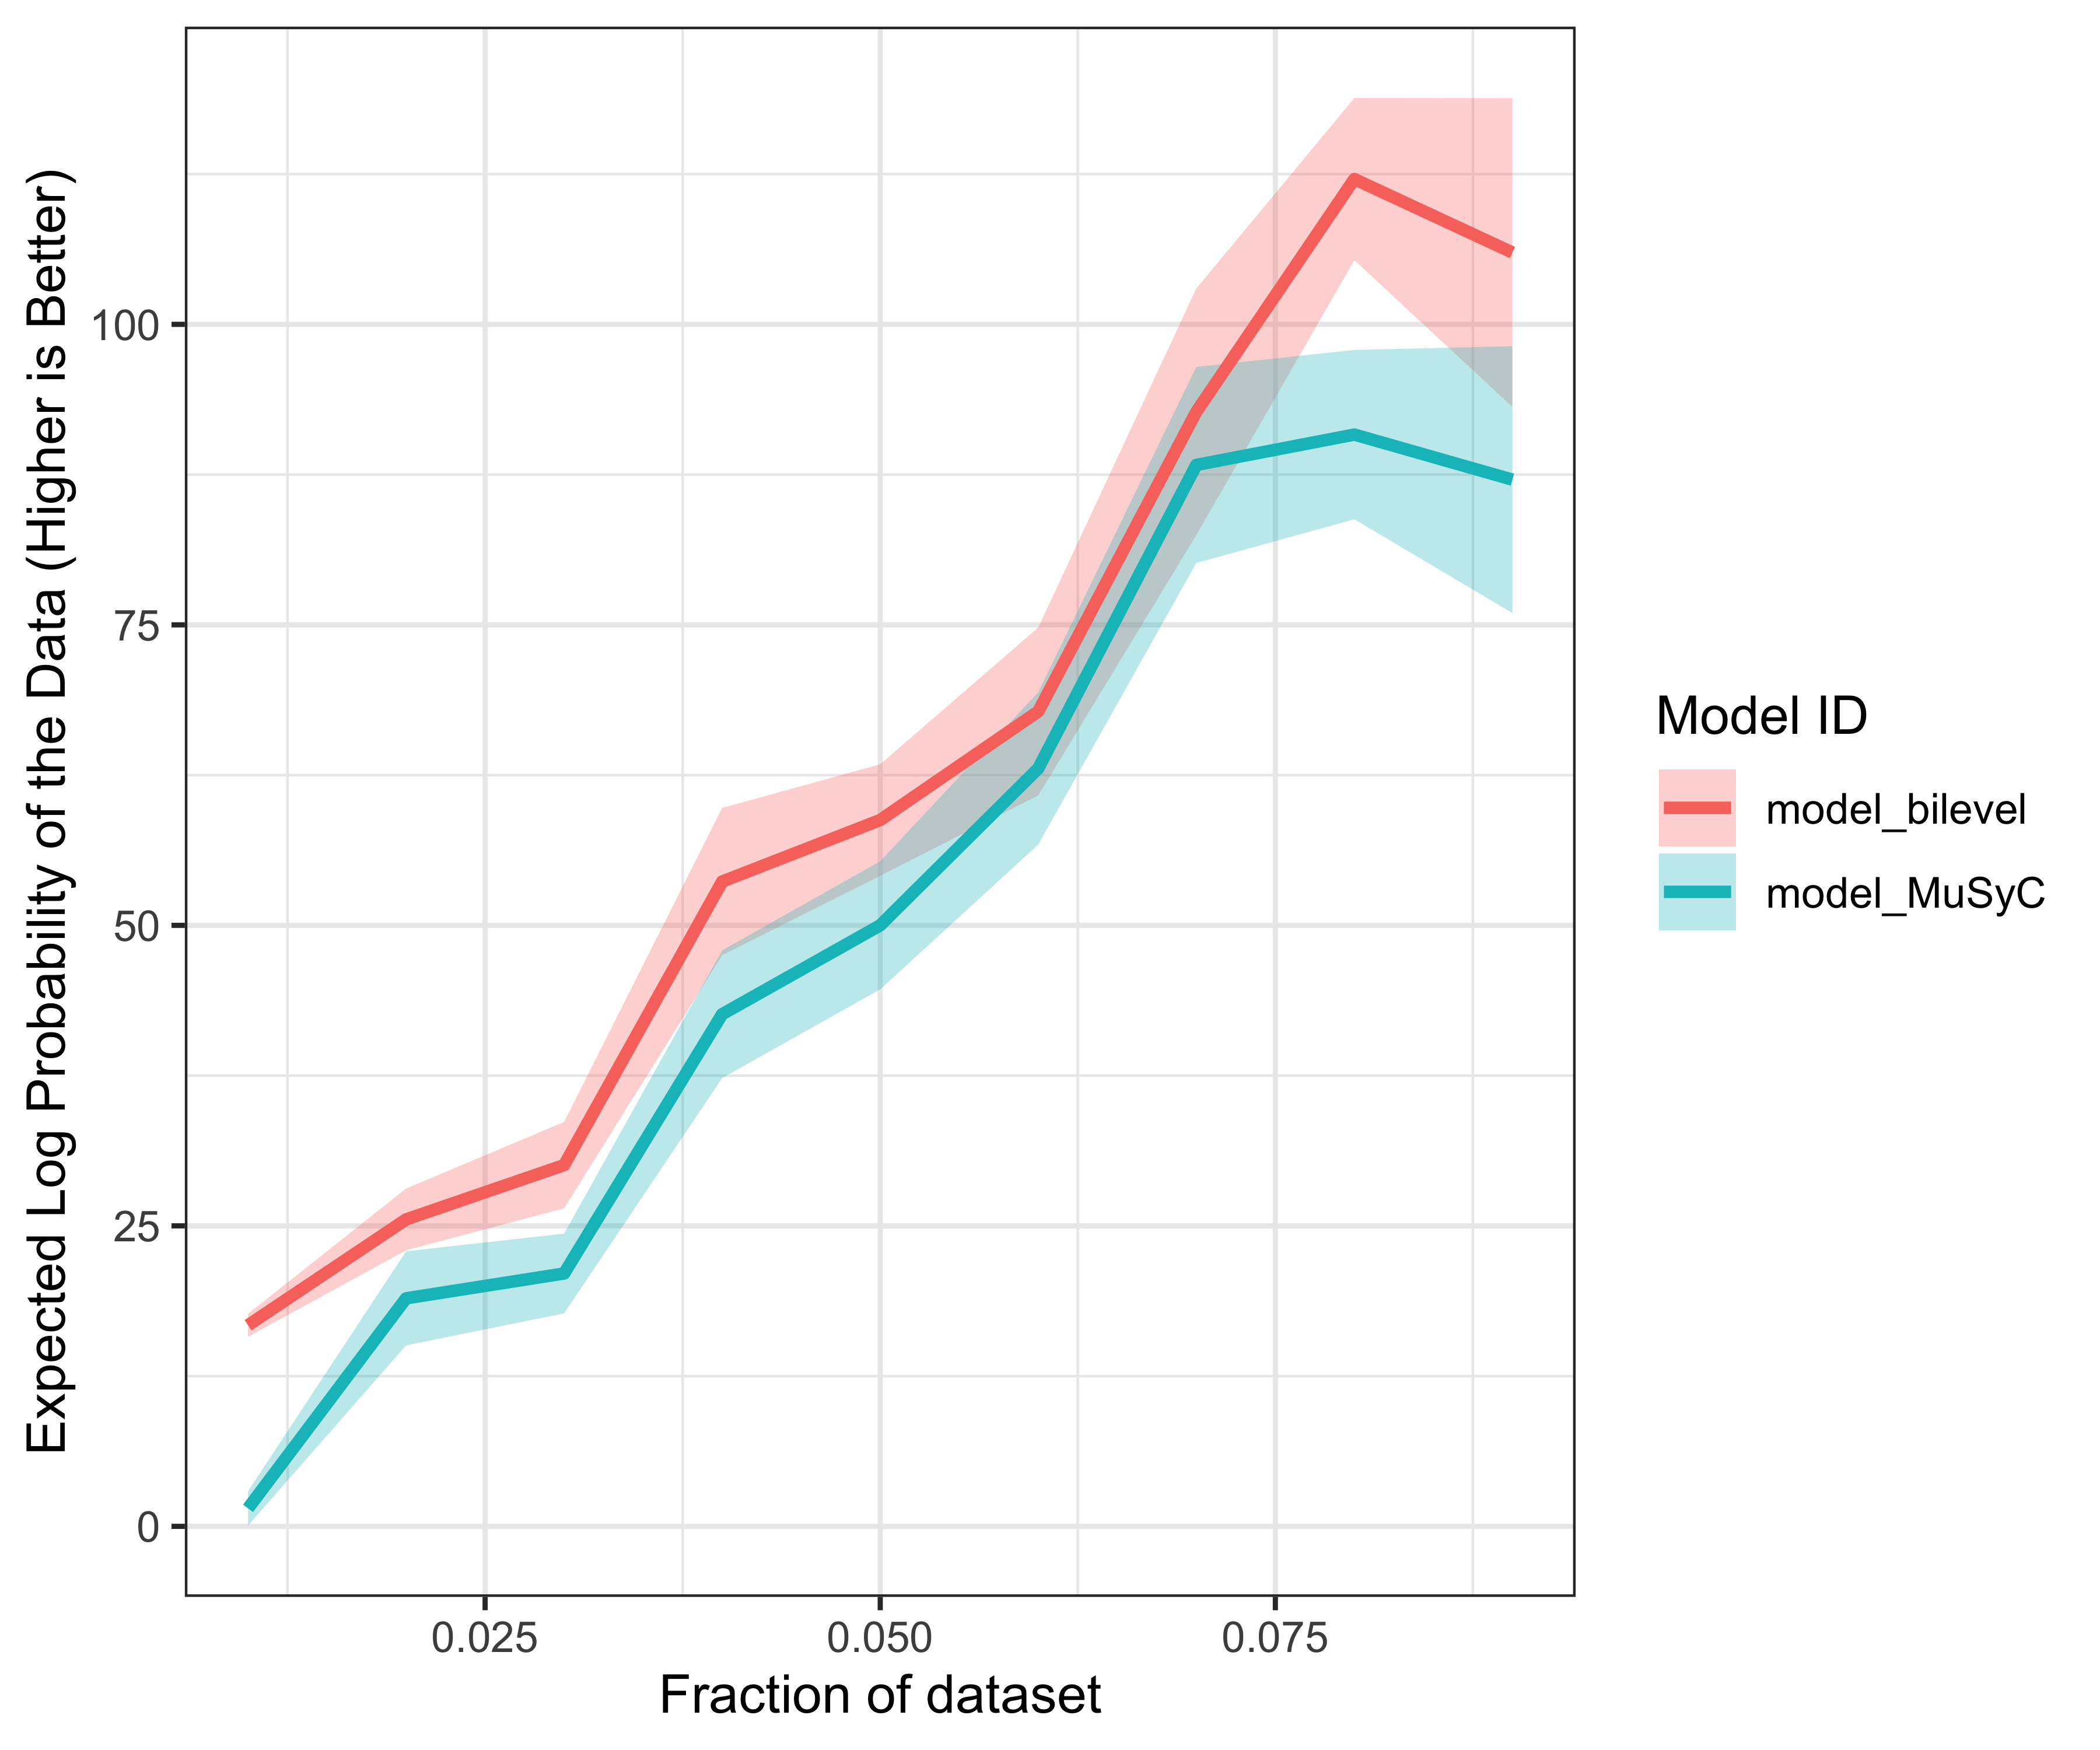 Expected Log Probability of the Data (Higher is Better)
100
75
50
25
0
0.025
0.050
0.075
Fraction of dataset
Model ID
model_bilevel
model_MuSyC